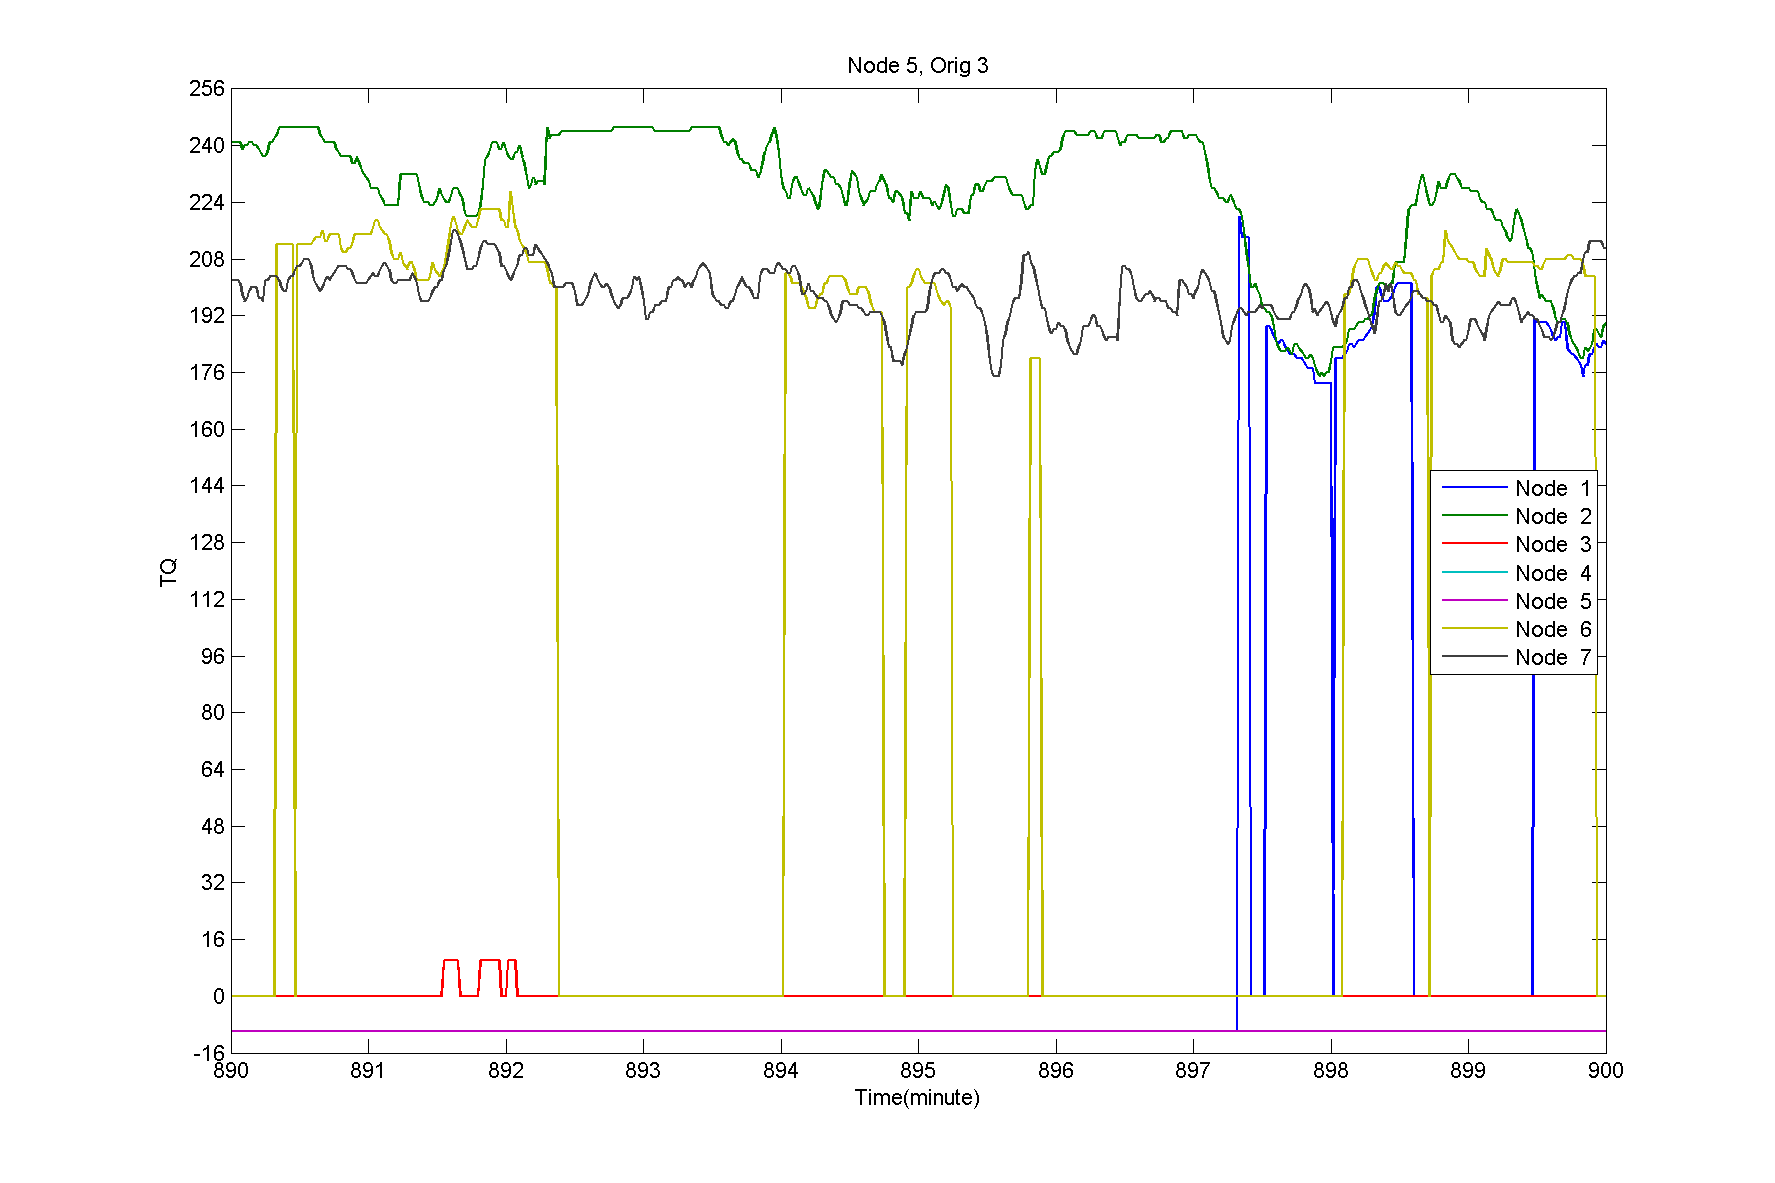 Node 5, Orig 3
256
240
224
208
192
176
160
144
128
112
96
80
64
48
32
16
0
-16
TQ
Node 1
Node 2
Node 3
Node 4
Node 5
Node 6
Node 7
890 891 892 893 894 895 896 897 898 899 900
Time(minute)